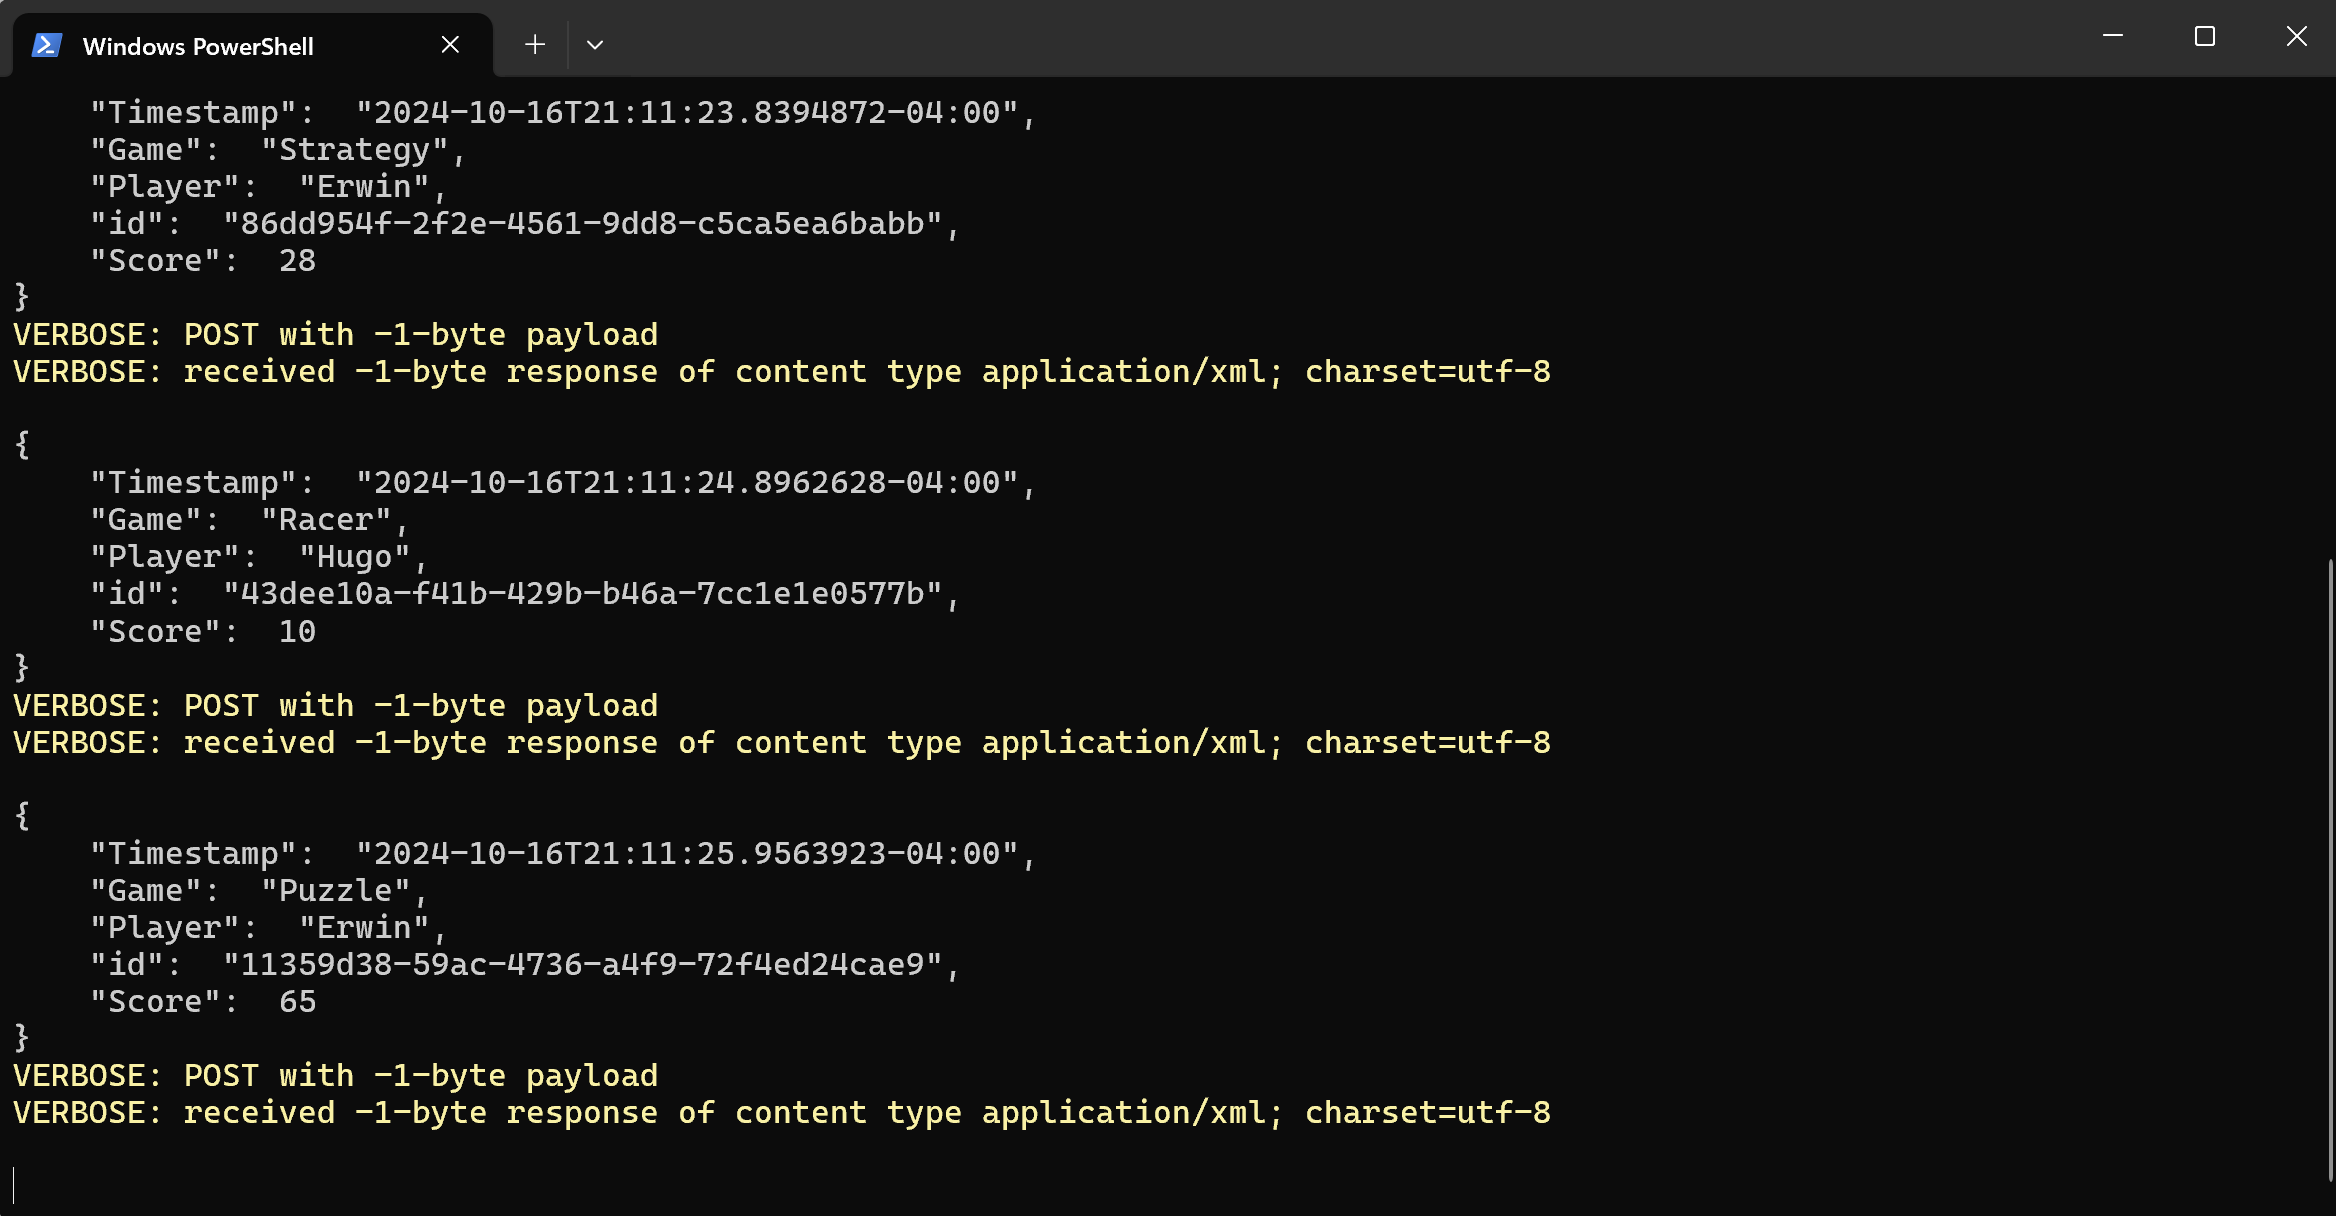 Windows PowerShell
    "Timestamp":  "2024-10-16T21:11:23.8394872-04:00",
    "Game":  "Strategy",
    "Player":  "Erwin",
    "id":  "86dd954f-2f2e-4561-9dd8-c5ca5ea6babb",
    "Score":  28
}
VERBOSE: POST with -1-byte payload
VERBOSE: received -1-byte response of content type application/xml; charset=utf-8
{
    "Timestamp":  "2024-10-16T21:11:24.8962628-04:00",
    "Game":  "Racer",
    "Player":  "Hugo",
    "id":  "43dee10a-f41b-429b-b46a-7cc1e1e0577b",
    "Score":  10
}
VERBOSE: POST with -1-byte payload
VERBOSE: received -1-byte response of content type application/xml; charset=utf-8
{
    "Timestamp":  "2024-10-16T21:11:25.9563923-04:00",
    "Game":  "Puzzle",
    "Player":  "Erwin",
    "id":  "11359d38-59ac-4736-a4f9-72f4ed24cae9",
    "Score":  65
}
VERBOSE: POST with -1-byte payload
VERBOSE: received -1-byte response of content type application/xml; charset=utf-8